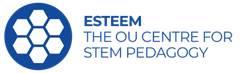 ESTEEM
THE OU CENTRE FOR
STEM PEDAGOGY